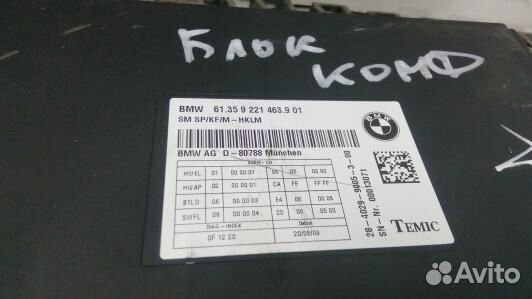 Блок
комф
BMW 61.35 9 221 463.9 01
SM SP/KF/M-HKLM
BMW AG D-80788 München
HWEL 01 00 00 01 05 06 00 00
HWAP 02 00 00 01 CA FF FF FF
BTLD 06 00 00 03 E4 06
SWFL 08 00 00 04 22 06 05 00
DIAG.-INDEX DATUM
0F 12 20 20/08/09
28-4029-9005-3-00
SN-Nr. 00013071
BMW
TEMIC
Avito